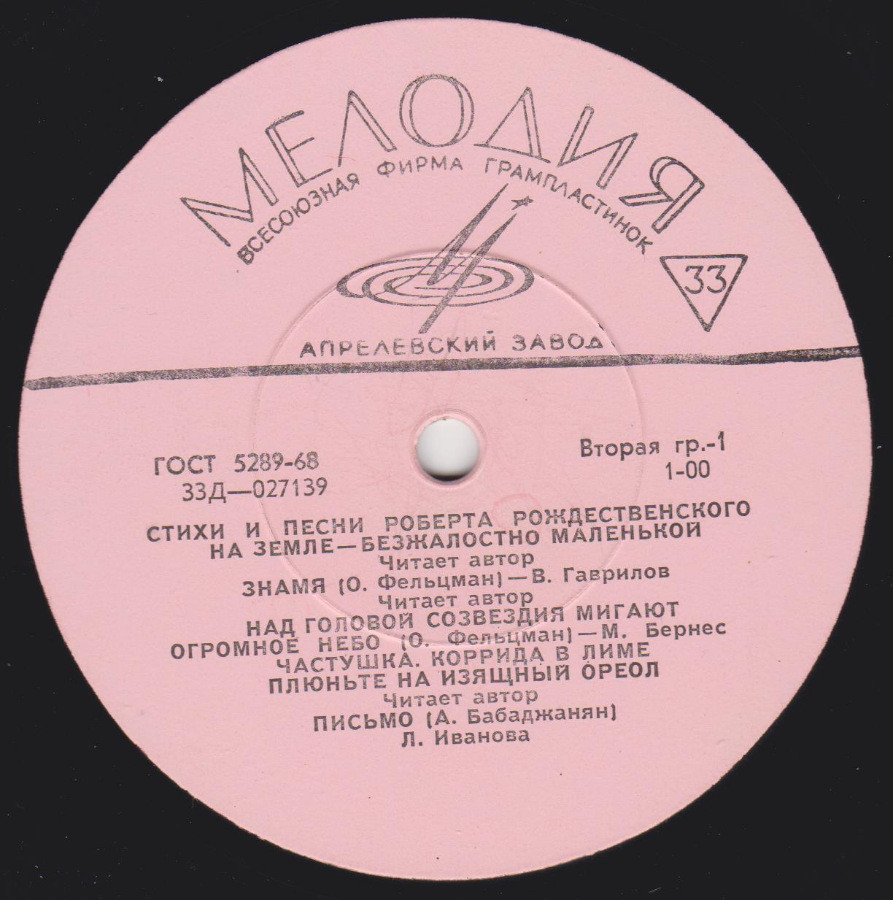 МЕЛОДИЯ
ВСЕСОЮЗНАЯ ФИРМА ГРАМПЛАСТИНОК
33
АПРЕЛЕВСКИЙ ЗАВОД
ГОСТ 5289-68
Вторая гр.-1
33Д—027139
1-00
СТИХИ И ПЕСНИ РОБЕРТА РОЖДЕСТВЕНСКОГО
НА ЗЕМЛЕ—БЕЗЖАЛОСТНО МАЛЕНЬКОЙ
Читает автор
ЗНАМЯ (О. Фельцман)—В. Гаврилов
Читает автор
НАД ГОЛОВОЙ СОЗВЕЗДИЯ МИГАЮТ
ОГРОМНОЕ НЕБО (О. Фельцман)—М. Бернес
ЧАСТУШКА. КОРРИДА В ЛИМЕ
ПЛЮНЬТЕ НА ИЗЯЩНЫЙ ОРЕОЛ
Читает автор
ПИСЬМО (А. Бабаджанян)
Л. Иванова